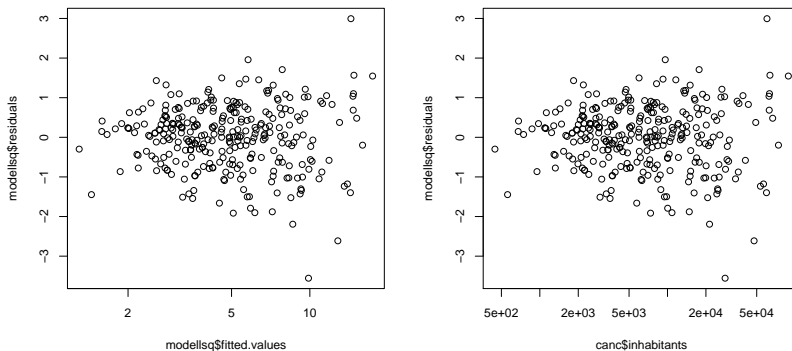 modellsq$residuals
3
2
1
0
−1
−2
−3
2 5 10
modellsq$fitted.values
modellsq$residuals
3
2
1
0
−1
−2
−3
5e+02 2e+03 5e+03 2e+04 5e+04
canc$inhabitants